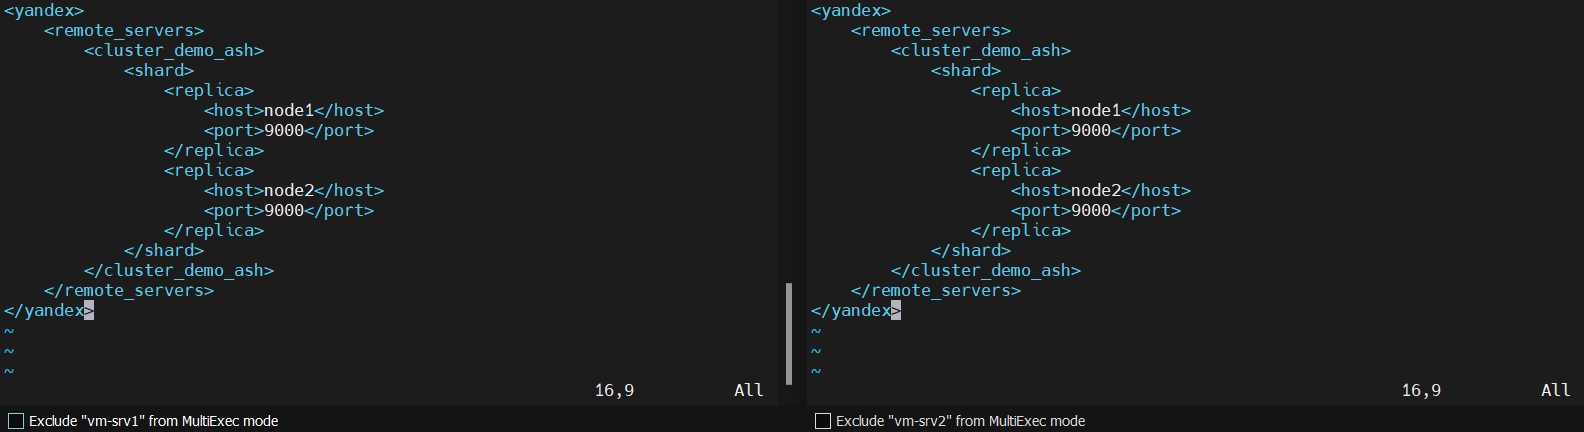 <yandex>
    <remote_servers>
        <cluster_demo_ash>
            <shard>
                <replica>
                    <host>node1</host>
                    <port>9000</port>
                </replica>
                <replica>
                    <host>node2</host>
                    <port>9000</port>
                </replica>
            </shard>
        </cluster_demo_ash>
    </remote_servers>
</yandex>
~
~
~
16,9 All
Exclude "vm-srv1" from MultiExec mode
<yandex>
    <remote_servers>
        <cluster_demo_ash>
            <shard>
                <replica>
                    <host>node1</host>
                    <port>9000</port>
                </replica>
                <replica>
                    <host>node2</host>
                    <port>9000</port>
                </replica>
            </shard>
        </cluster_demo_ash>
    </remote_servers>
</yandex>
~
~
~
16,9 All
Exclude "vm-srv2" from MultiExec mode